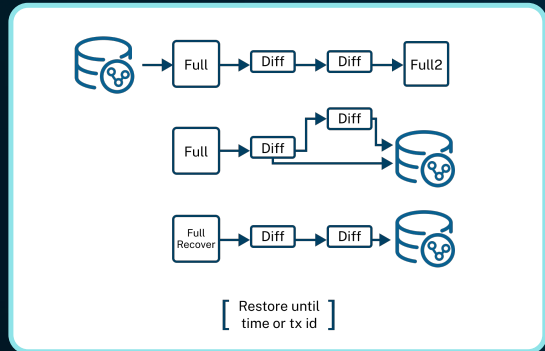 Full
Diff
Diff
Full2
Full
Diff
Diff
Full
Recover
Diff
Diff
Restore until
time or tx id